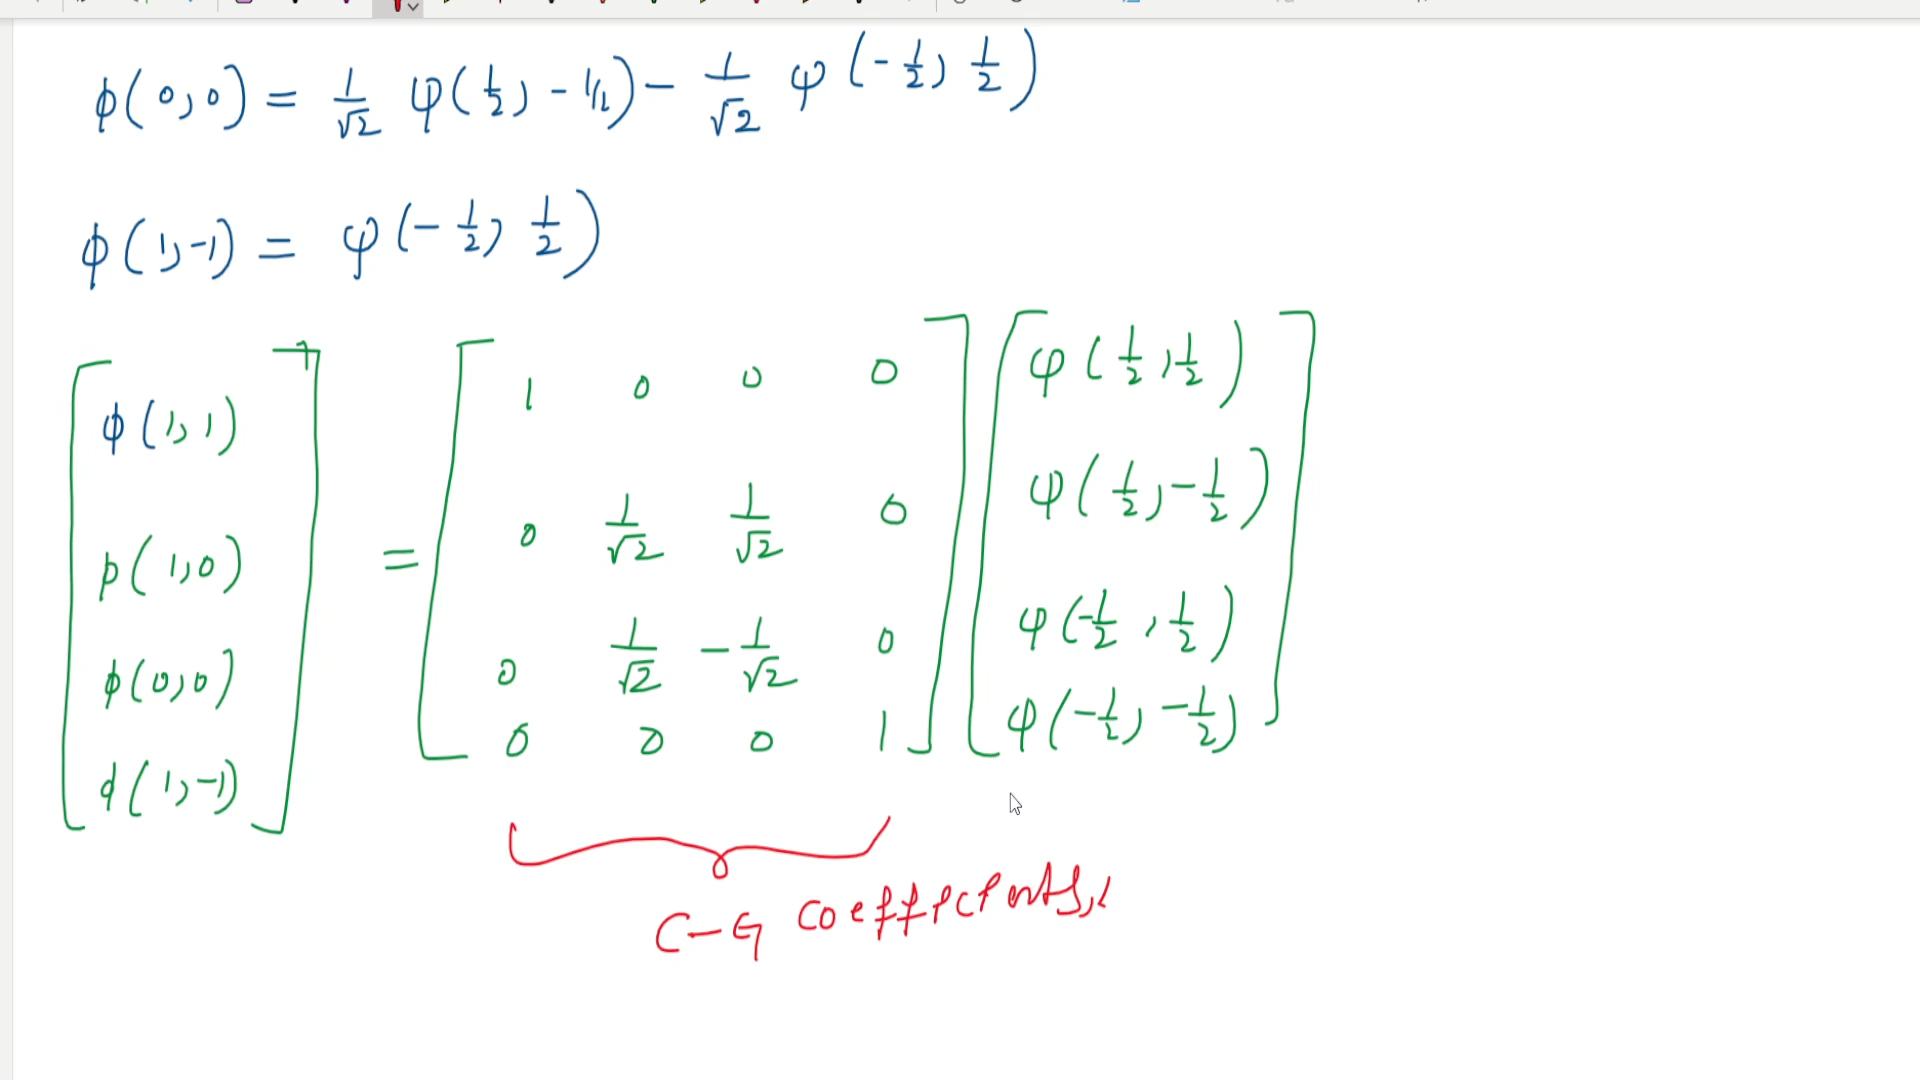 ϕ(0,0) = 1/√2 ψ(1/2, -1/2) - 1/√2 ψ(-1/2, 1/2)
ϕ(1,-1) = ψ(-1/2, 1/2)
[ϕ(1,1)] = [1 0 0 0] [ψ(1/2, 1/2)]
[ϕ(1,0)] [0 1/√2 1/√2 0] [ψ(1/2, -1/2)]
[ϕ(0,0)] [0 1/√2 -1/√2 0] [ψ(-1/2, 1/2)]
[ϕ(1,-1)] [0 0 0 1] [ψ(-1/2, -1/2)]
C-G coefficients,